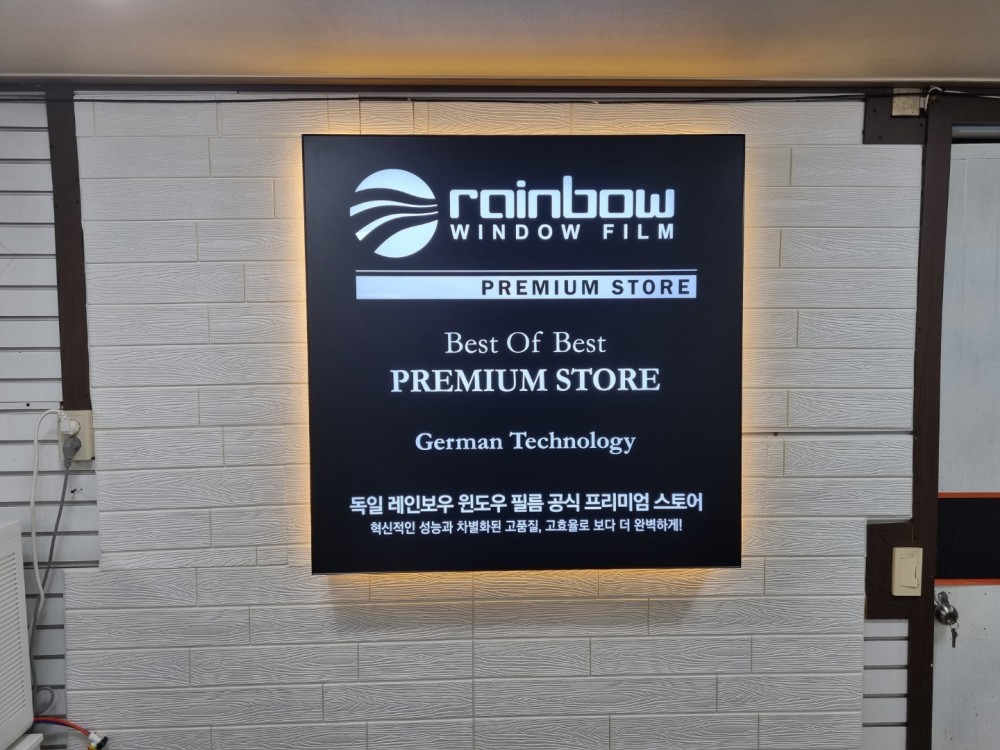 rainbow
WINDOW FILM
PREMIUM STORE
Best Of Best
PREMIUM STORE
German Technology
독일 레인보우 윈도우 필름 공식 프리미엄 스토어
혁신적인 성능과 차별화된 고품질, 고효율로 보다 더 완벽하게!